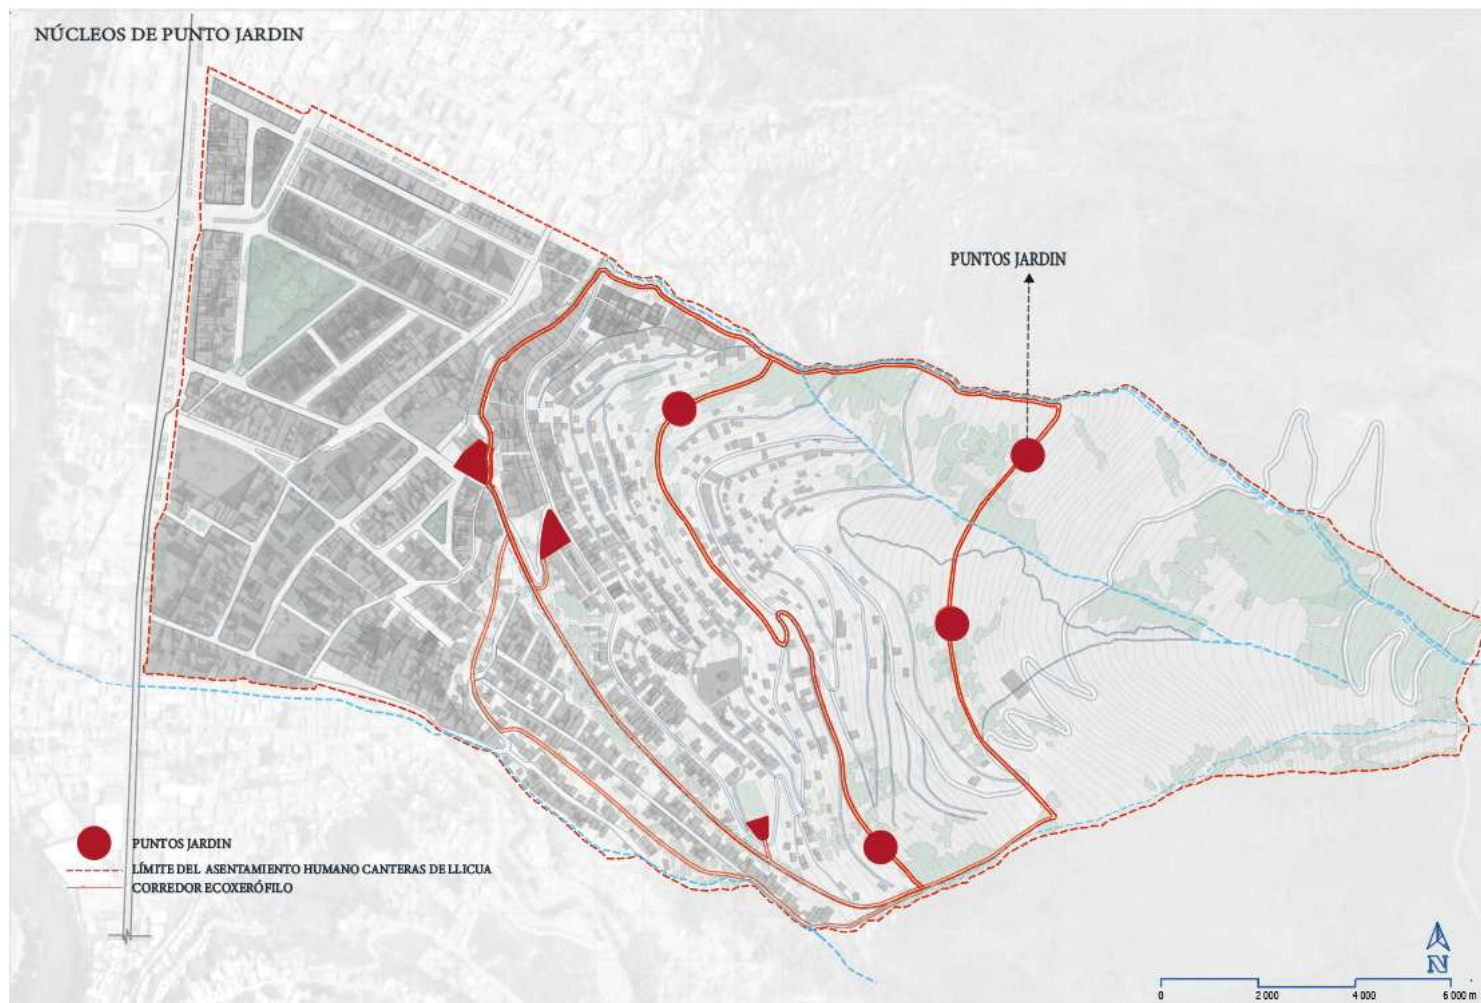 NÚCLEOS DE PUNTO JARDIN
PUNTOS JARDIN
PUNTOS JARDIN
LÍMITE DEL ASENTAMIENTO HUMANO CANTERAS DE LLICUA
CORREDOR ECOXERÓFILO
N
0 2 000 4 000 6 000 m